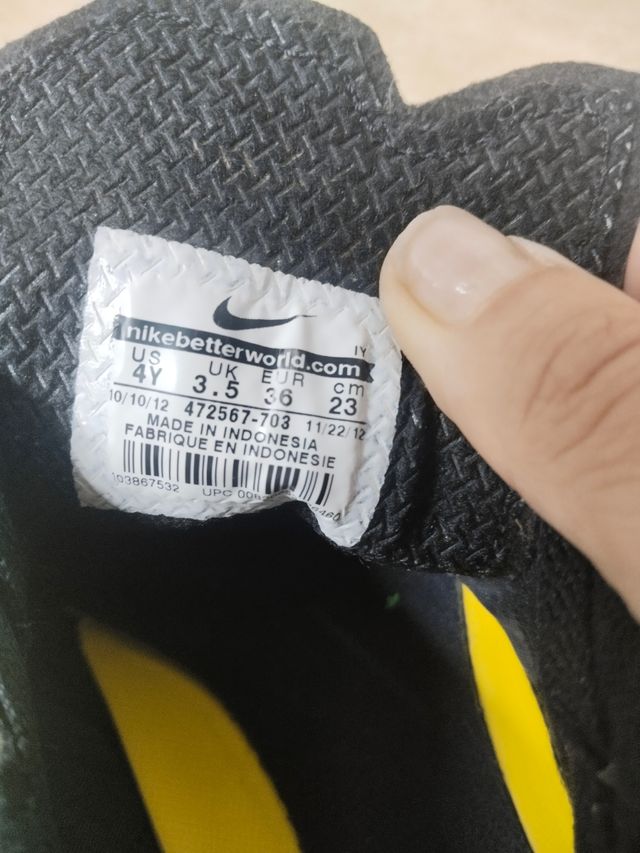 nikebetterworld.com
IY
US UK EUR cm
4Y 3.5 36 23
10/10/12 472567-703 11/22/12
MADE IN INDONESIA
FABRIQUE EN INDONESIE
103867532 UPC